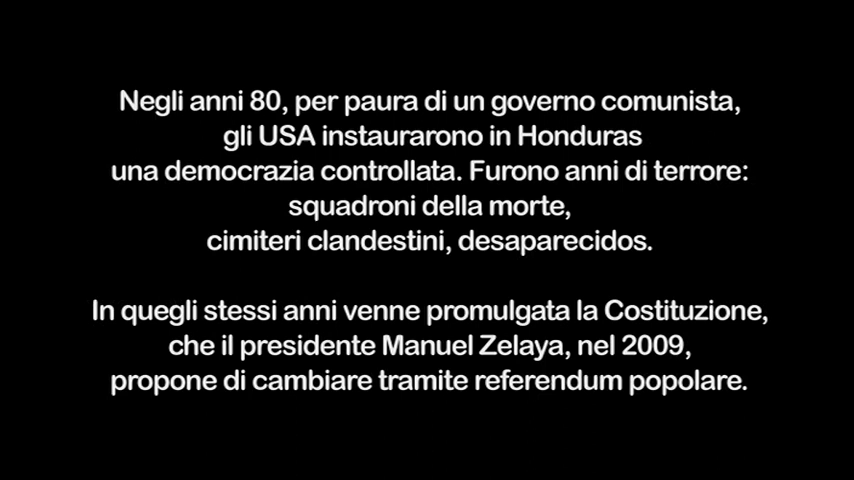 Negli anni 80, per paura di un governo comunista,
gli USA instaurarono in Honduras
una democrazia controllata. Furono anni di terrore:
squadroni della morte,
cimiteri clandestini, desaparecidos.
In quegli stessi anni venne promulgata la Costituzione,
che il presidente Manuel Zelaya, nel 2009,
propone di cambiare tramite referendum popolare.